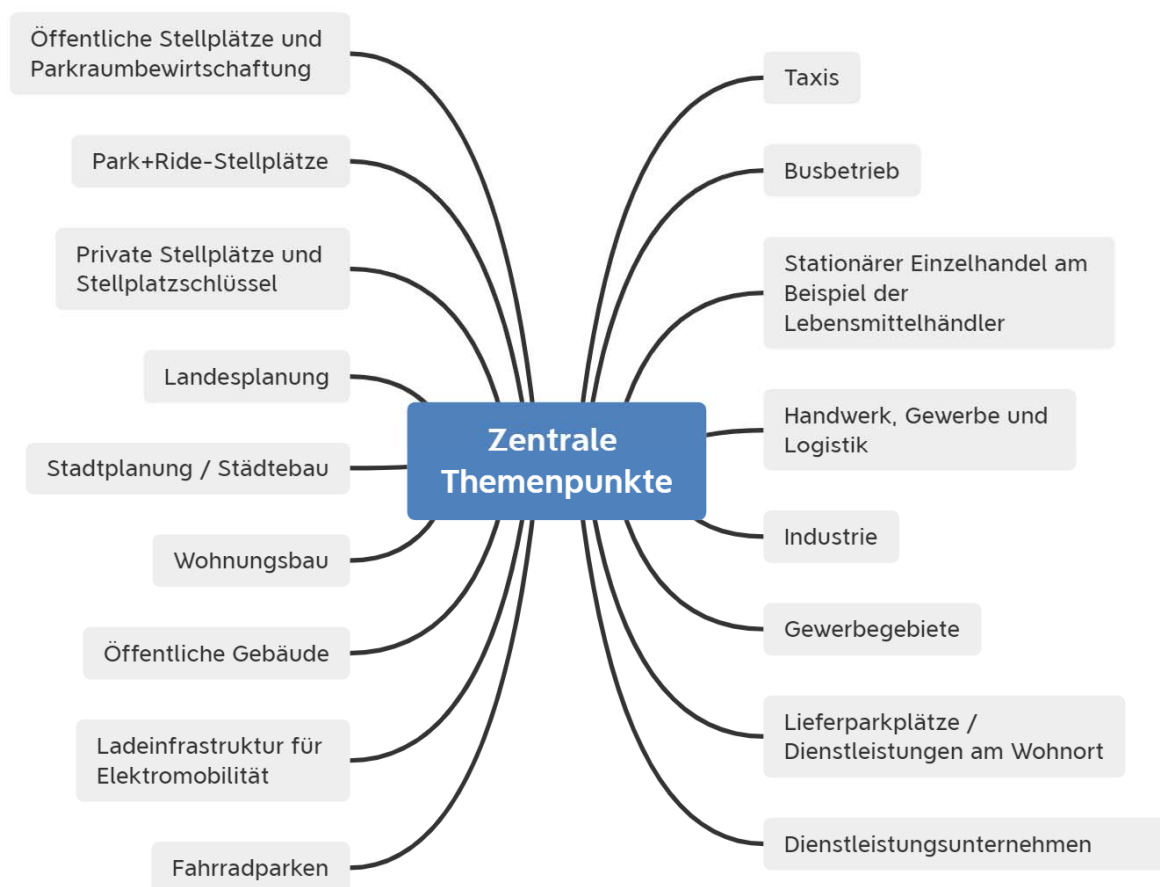 Öffentliche Stellplätze und
Parkraumbewirtschaftung
Park+Ride-Stellplätze
Private Stellplätze und
Stellplatzschlüssel
Landesplanung
Stadtplanung / Städtebau
Wohnungsbau
Öffentliche Gebäude
Ladeinfrastruktur für
Elektromobilität
Fahrradparken
Zentrale
Themenpunkte
Taxis
Busbetrieb
Stationärer Einzelhandel am
Beispiel der
Lebensmittelhändler
Handwerk, Gewerbe und
Logistik
Industrie
Gewerbegebiete
Lieferparkplätze /
Dienstleistungen am Wohnort
Dienstleistungsunternehmen